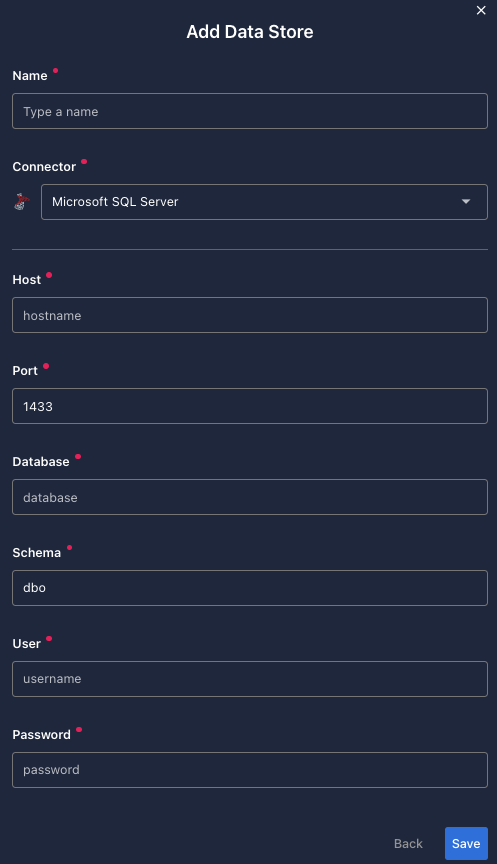 Add Data Store
Name
Type a name
Connector
Microsoft SQL Server
Host
hostname
Port
1433
Database
database
Schema
dbo
User
username
Password
password
Back
Save